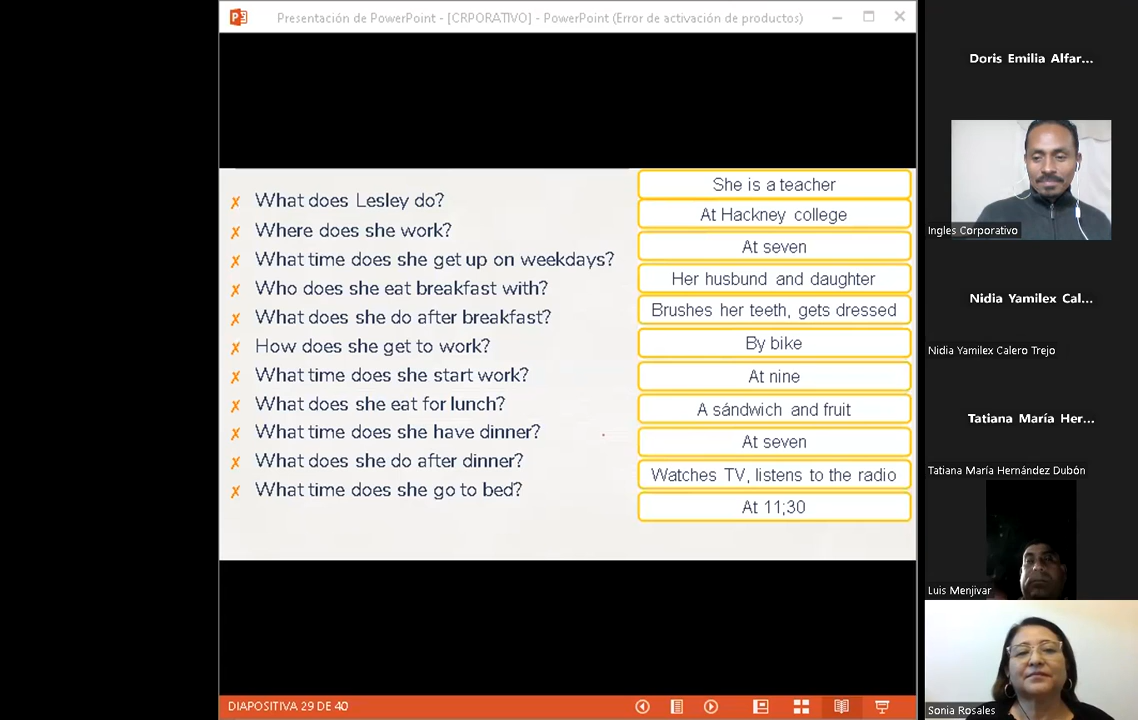 Presentación de PowerPoint - [CRPORATIVO] - PowerPoint (Error de activación de productos)
What does Lesley do?
She is a teacher
Where does she work?
At Hackney college
What time does she get up on weekdays?
At seven
Who does she eat breakfast with?
Her husbund and daughter
What does she do after breakfast?
Brushes her teeth, gets dressed
How does she get to work?
By bike
What time does she start work?
At nine
What does she eat for lunch?
A sándwich and fruit
What time does she have dinner?
At seven
What does she do after dinner?
Watches TV, listens to the radio
What time does she go to bed?
At 11;30
DIAPOSITIVA 29 DE 40
Doris Emilia Alfar...
Ingles Corporativo
Nidia Yamilex Cal...
Nidia Yamilex Calero Trejo
Tatiana María Her...
Tatiana María Hernández Dubón
Luis Menjivar
Sonia Rosales